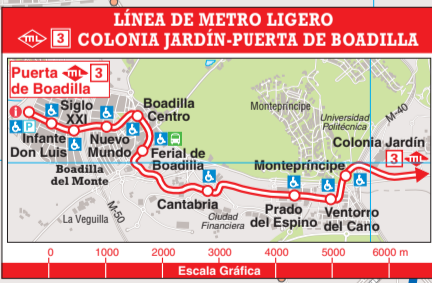 LÍNEA DE METRO LIGERO
ML 3 COLONIA JARDÍN-PUERTA DE BOADILLA
Puerta ML 3
de Boadilla
Siglo
XXI
Boadilla
Centro
Montepríncipe
Universidad
Politécnica
M-40
Colonia Jardín
3 ML
i
P
Infante
Don Luis
Nuevo
Mundo
Ferial de
Boadilla
Montepríncipe
Boadilla
del Monte
La Veguilla
M-50
Cantabria
Ciudad
Financiera
Prado
del Espino
Ventorro
del Cano
0 1000 2000 3000 4000 5000 6000 m
Escala Gráfica